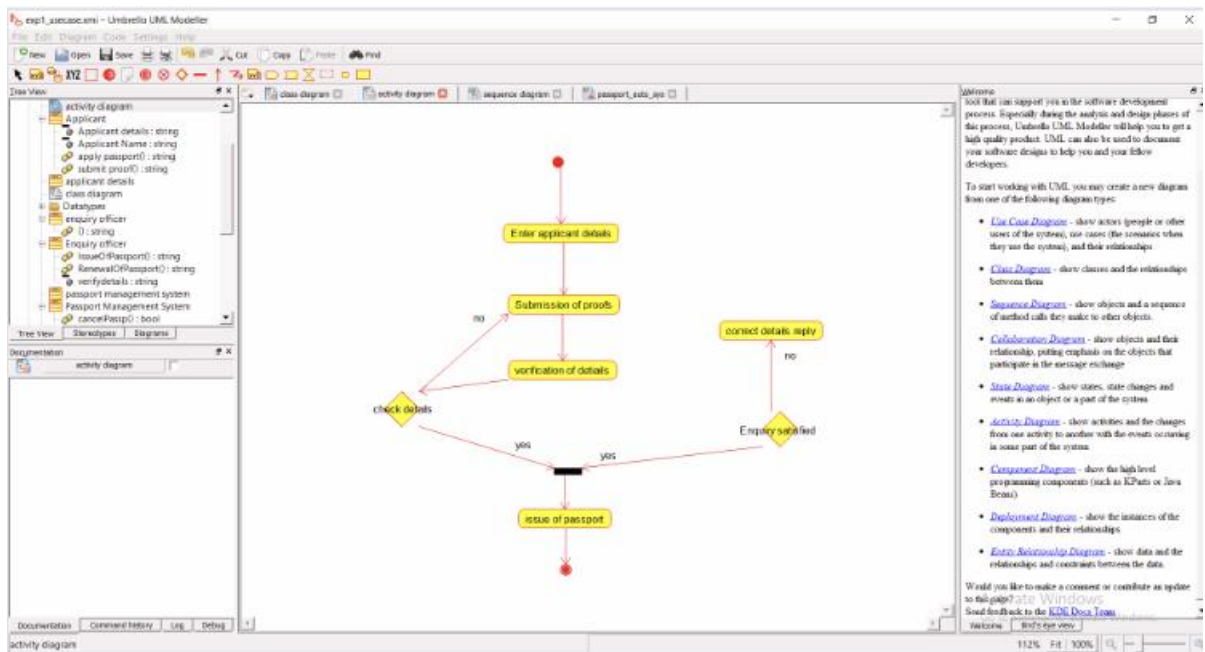 exp1_usecase.xmi - Umbrello UML Modeller
File Edit Diagram Code Settings Help
New Open Save Cut Copy Paste Find
XYZ
Tree View
class diagram activity diagram sequence diagram passport_auto_sys
Welcome
activity diagram
Applicant
Applicant details : string
Applicant Name : string
apply passport() : string
submit proof() : string
applicant details
class diagram
Datatypes
enquiry officer
() : string
Enquiry officer
IssueOfPassport() : string
RenewalOfPassport() : string
verifydetails : string
passport management system
Passport Management System
cancelPassp() : bool
Tree View Stereotypes Diagrams
Documentation
activity diagram
Documentation Command history Log Debug
Enter applicant details
Submission of proofs
no
correct details reply
no
verification of details
check details
Enquiry satisfied
yes
yes
issue of passport
tool that can support you in the software development
process. Especially during the analysis and design phases of
this process, Umbrello UML Modeller will help you to get a
high quality product. UML can also be used to document
your software designs to help you and your fellow
developers.
To start working with UML you may create a new diagram
from one of the following diagram types:
Use Case Diagram - show actors (people or other
users of the system), use cases (the scenarios when
they use the system), and their relationships
Class Diagram - show classes and the relationships
between them
Sequence Diagram - show objects and a sequence
of method calls they make to other objects.
Collaboration Diagram - show objects and their
relationship, putting emphasis on the objects that
participate in the message exchange
State Diagram - show states, state changes and
events in an object or a part of the system
Activity Diagram - show activities and the changes
from one activity to another with the events occurring
in some part of the system
Component Diagram - show the high level
programming components (such as KParts or Java
Beans)
Deployment Diagram - show the instances of the
components and their relationships.
Entity Relationship Diagram - show data and the
relationships and constraints between the data.
Would you like to make a comment or contribute an update
to this page?
Send feedback to the KDE Docs Team
Welcome Bird's eye view
activity diagram
112% Fit 100%